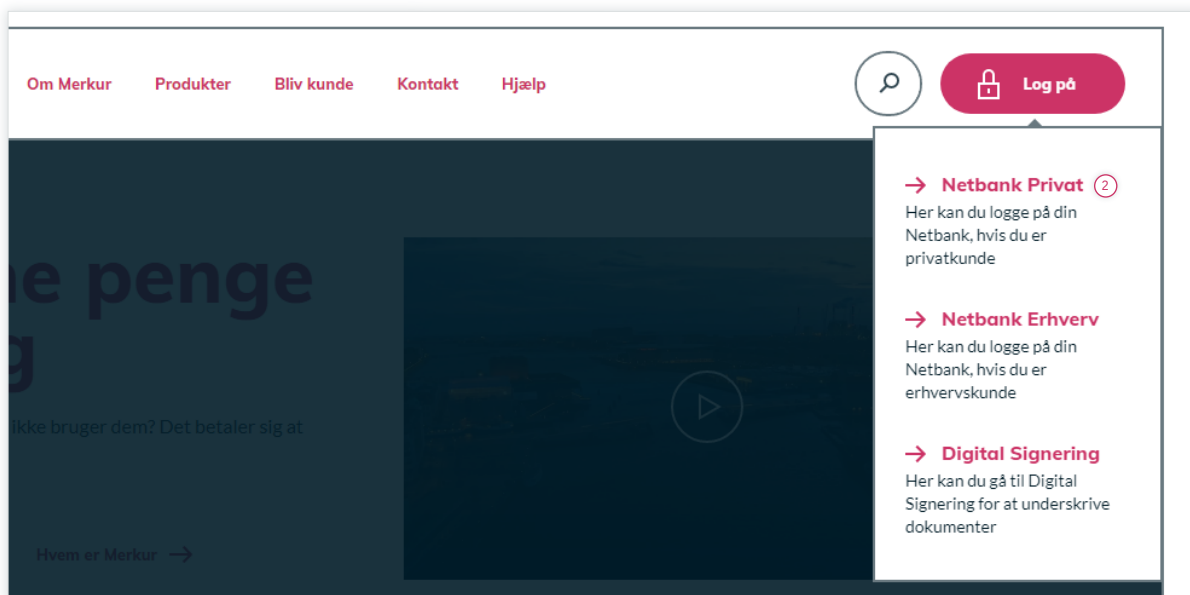 Om Merkur Produkter Bliv kunde Kontakt Hjælp Log på
Netbank Privat 2
Her kan du logge på din
Netbank, hvis du er
privatkunde
Netbank Erhverv
Her kan du logge på din
Netbank, hvis du er
erhvervskunde
Digital Signering
Her kan du gå til Digital
Signering for at underskrive
dokumenter
penge
ikke bruger dem? Det betaler sig at
Hvem er Merkur